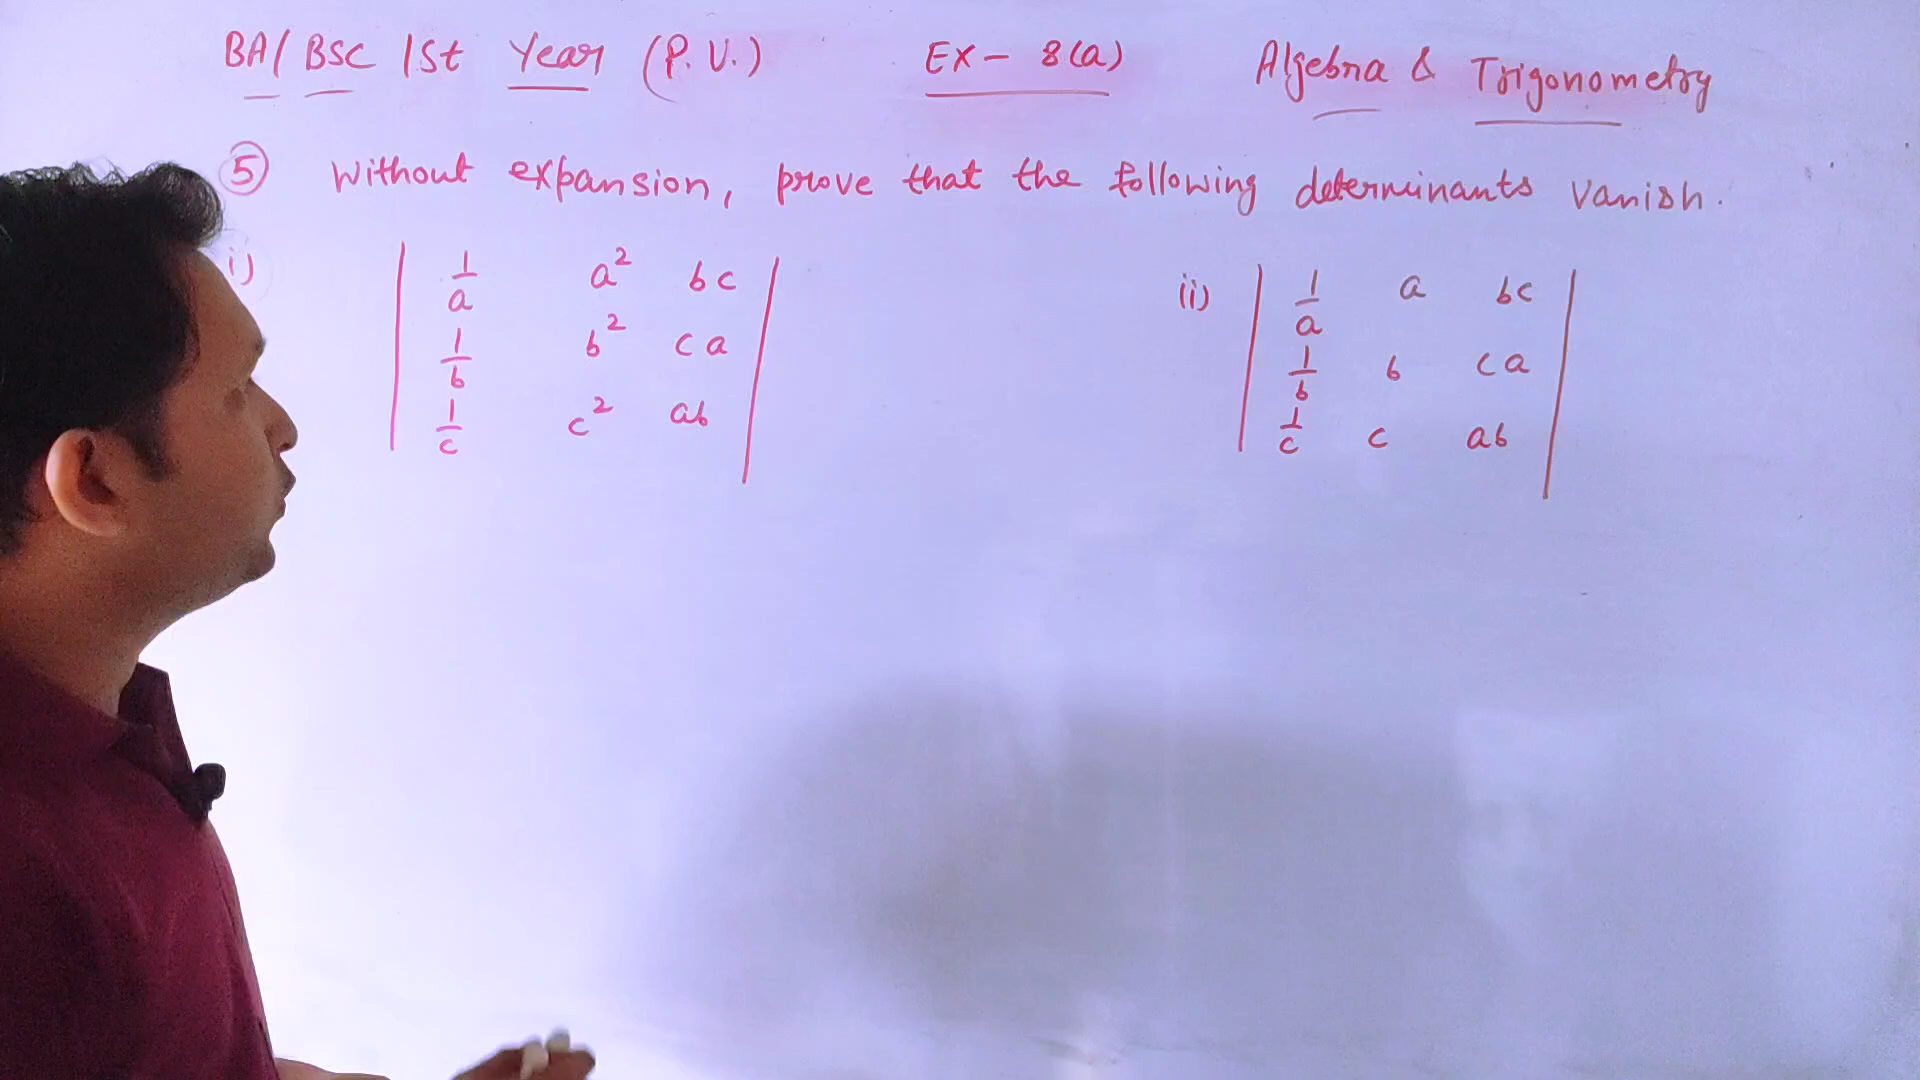 BA/BSC 1St Year (P.U.) EX - 8(a) Algebra & Trigonometry
5 Without expansion, prove that the following determinants vanish.
i) | 1/a a² bc |
| 1/b b² ca |
| 1/c c² ab |
ii) | 1/a a bc |
| 1/b b ca |
| 1/c c ab |